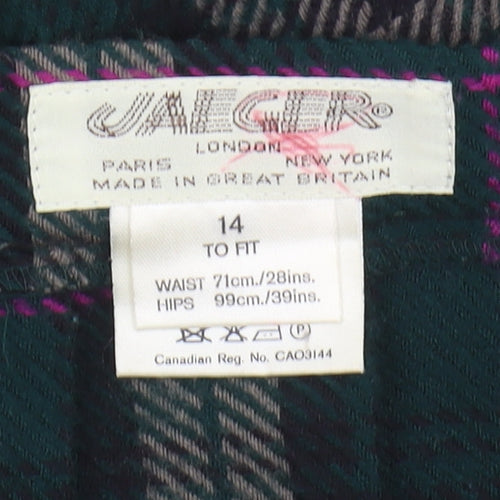 JAEGER®
LONDON
PARIS NEW YORK
MADE IN GREAT BRITAIN
14
TO FIT
WAIST 71cm./28ins.
HIPS 99cm./39ins.
P
Canadian Reg. No. CAO3144